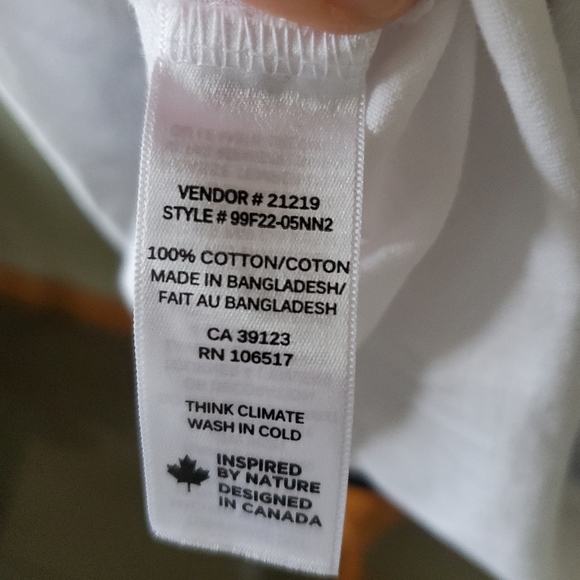 VENDOR # 21219
STYLE # 99F22-05NN2
100% COTTON/COTON
MADE IN BANGLADESH/
FAIT AU BANGLADESH
CA 39123
RN 106517
THINK CLIMATE
WASH IN COLD
INSPIRED
BY NATURE
DESIGNED
IN CANADA